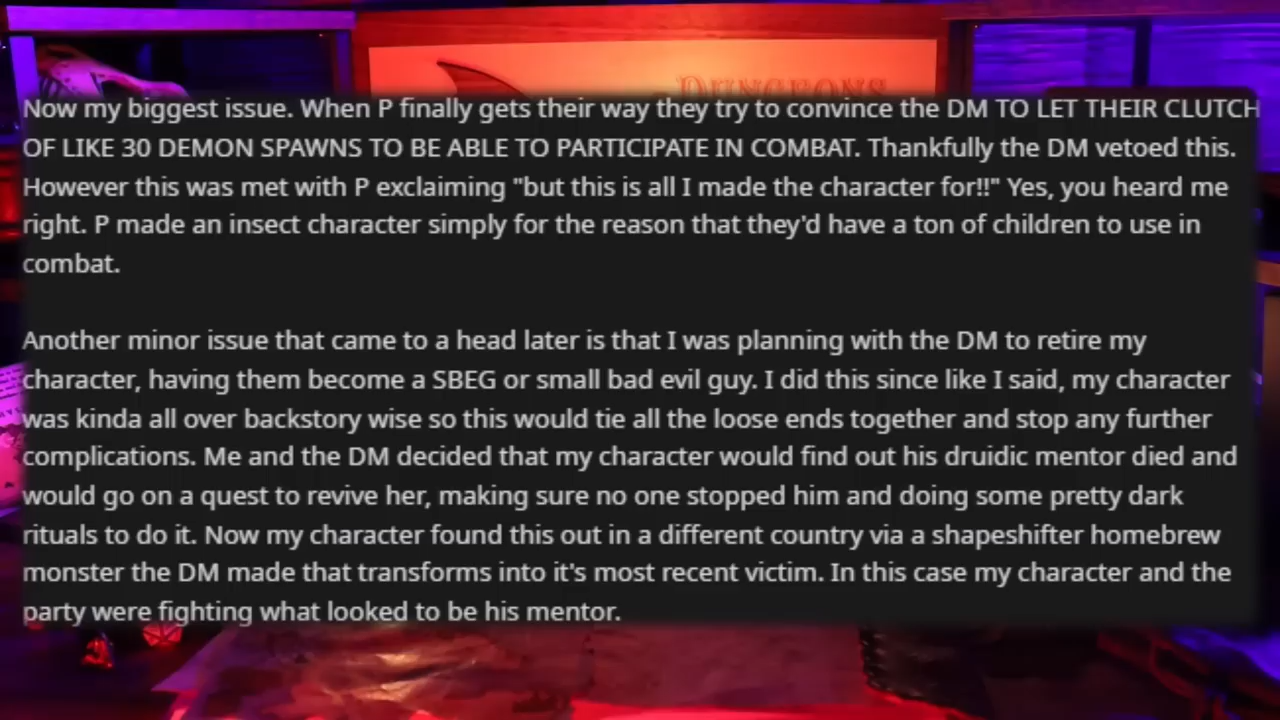 DUNGEONS
Now my biggest issue. When P finally gets their way they try to convince the DM TO LET THEIR CLUTCH
OF LIKE 30 DEMON SPAWNS TO BE ABLE TO PARTICIPATE IN COMBAT. Thankfully the DM vetoed this.
However this was met with P exclaiming "but this is all I made the character for!!" Yes, you heard me
right. P made an insect character simply for the reason that they'd have a ton of children to use in
combat.
Another minor issue that came to a head later is that I was planning with the DM to retire my
character, having them become a SBEG or small bad evil guy. I did this since like I said, my character
was kinda all over backstory wise so this would tie all the loose ends together and stop any further
complications. Me and the DM decided that my character would find out his druidic mentor died and
would go on a quest to revive her, making sure no one stopped him and doing some pretty dark
rituals to do it. Now my character found this out in a different country via a shapeshifter homebrew
monster the DM made that transforms into it's most recent victim. In this case my character and the
party were fighting what looked to be his mentor.